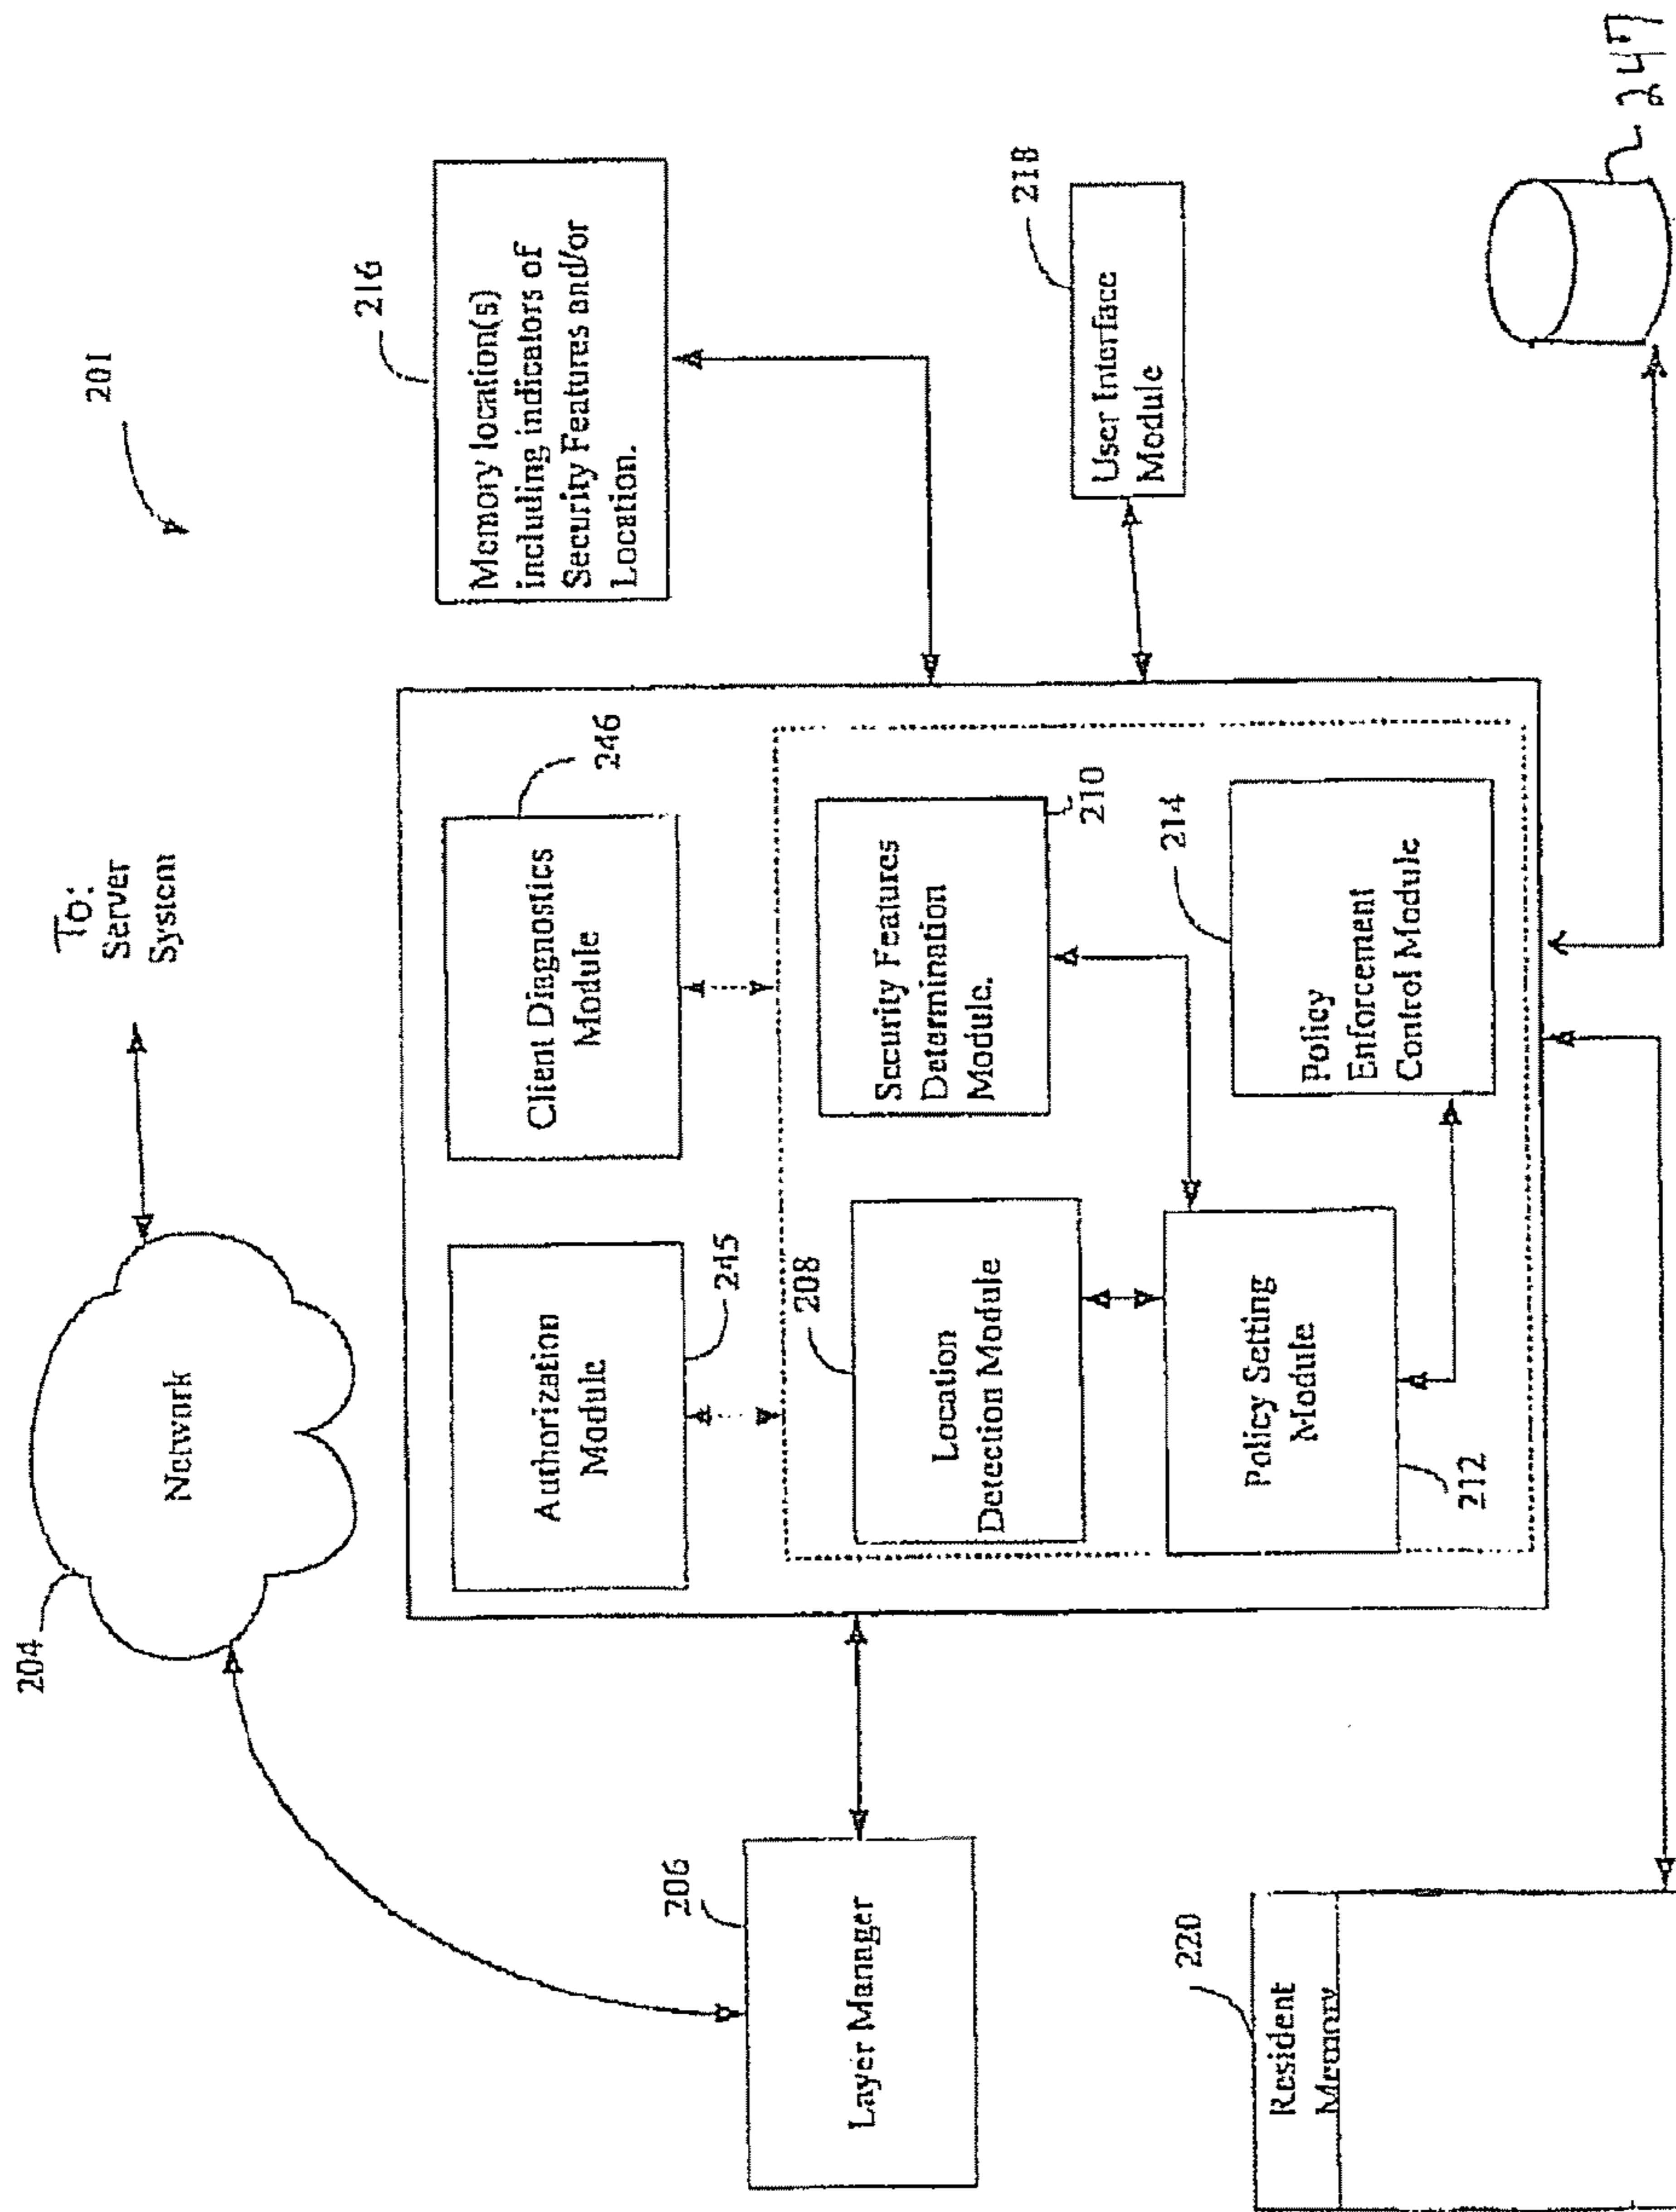 201
To:
Server
System
204
Network
216
Memory location(s)
including indicators of
Security Features and/or
Location.
206
Layer Manager
Authorization
Module
245
Client Diagnostics
Module
246
218
User Interface
Module
208
Location
Detection Module
Security Features
Determination
Module.
210
Policy Setting
Module
212
214
Policy
Enforcement
Control Module
220
Resident
Memory
247